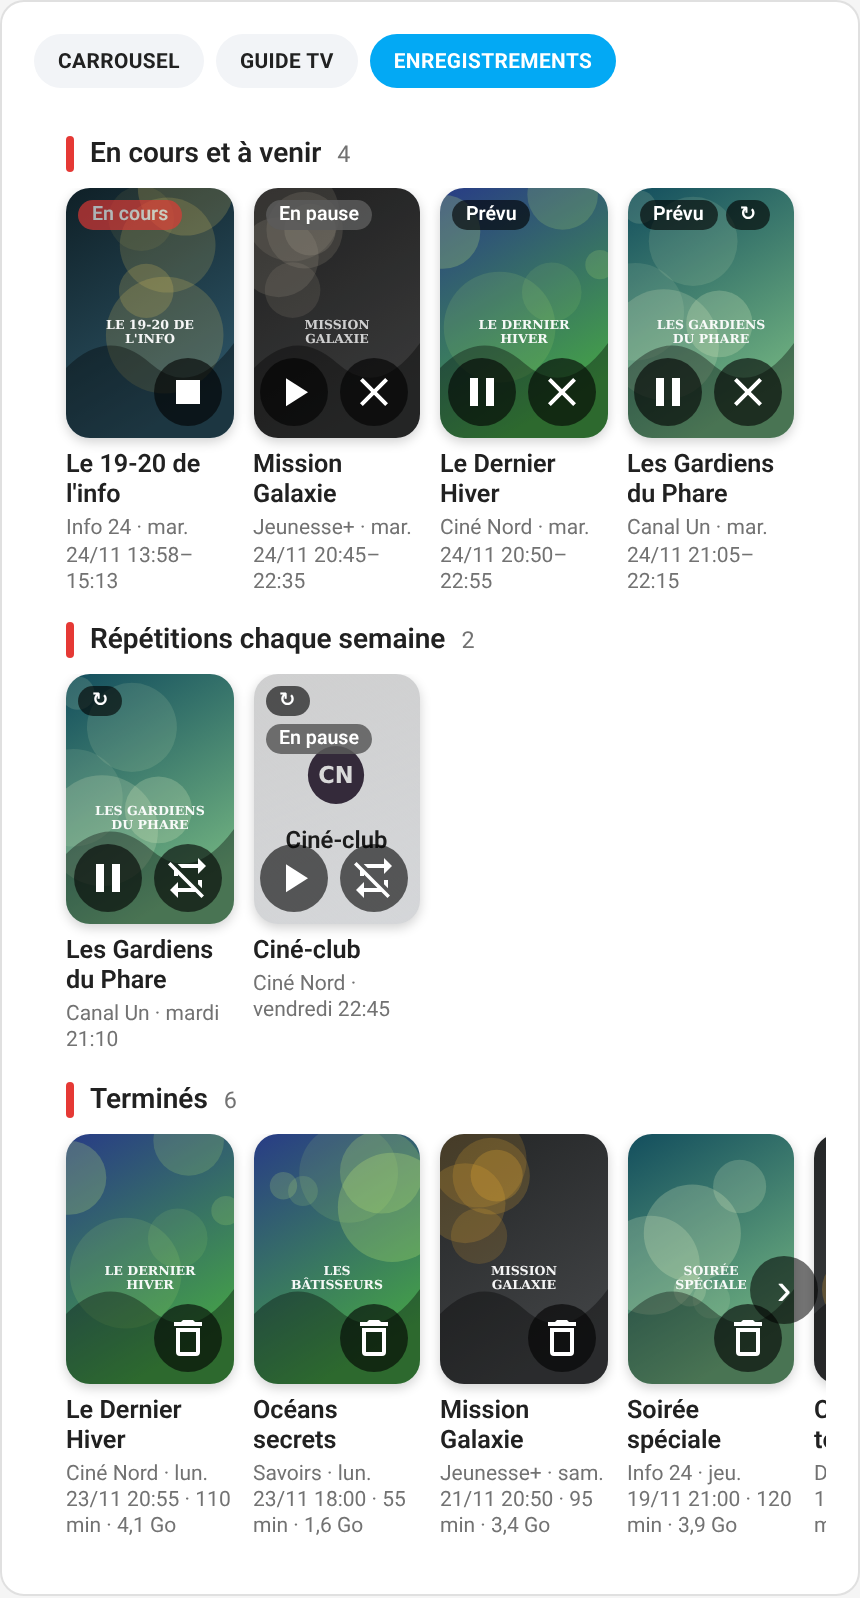 CARROUSEL
GUIDE TV
ENREGISTREMENTS
En cours et à venir 4
En cours
LE 19-20 DE
L'INFO
Le 19-20 de
l'info
Info 24 · mar.
24/11 13:58–
15:13
En pause
MISSION
GALAXIE
Mission
Galaxie
Jeunesse+ · mar.
24/11 20:45–
22:35
Prévu
LE DERNIER
HIVER
Le Dernier
Hiver
Ciné Nord · mar.
24/11 20:50–
22:55
Prévu ↻
LES GARDIENS
DU PHARE
Les Gardiens
du Phare
Canal Un · mar.
24/11 21:05–
22:15
Répétitions chaque semaine 2
↻
LES GARDIENS
DU PHARE
Les Gardiens
du Phare
Canal Un · mardi
21:10
↻
En pause
CN
Ciné-club
Ciné-club
Ciné Nord ·
vendredi 22:45
Terminés 6
LE DERNIER
HIVER
Le Dernier
Hiver
Ciné Nord · lun.
23/11 20:55 · 110
min · 4,1 Go
LES
BÂTISSEURS
Océans
secrets
Savoirs · lun.
23/11 18:00 · 55
min · 1,6 Go
MISSION
GALAXIE
Mission
Galaxie
Jeunesse+ · sam.
21/11 20:50 · 95
min · 3,4 Go
SOIRÉE
SPÉCIALE
Soirée
spéciale
Info 24 · jeu.
19/11 21:00 · 120
min · 3,9 Go
›